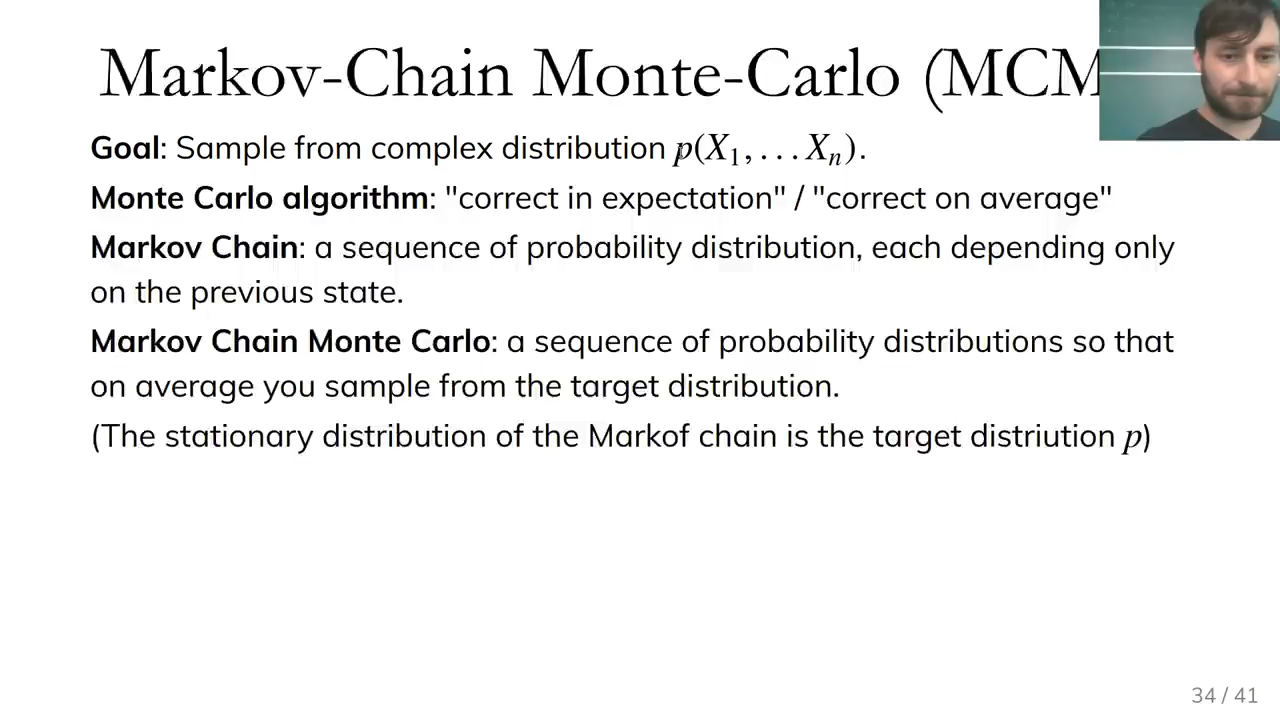 Markov-Chain Monte-Carlo (MCM
Goal: Sample from complex distribution p(X₁, . . . Xₙ).
Monte Carlo algorithm: "correct in expectation" / "correct on average"
Markov Chain: a sequence of probability distribution, each depending only
on the previous state.
Markov Chain Monte Carlo: a sequence of probability distributions so that
on average you sample from the target distribution.
(The stationary distribution of the Markof chain is the target distriution p)
34 / 41